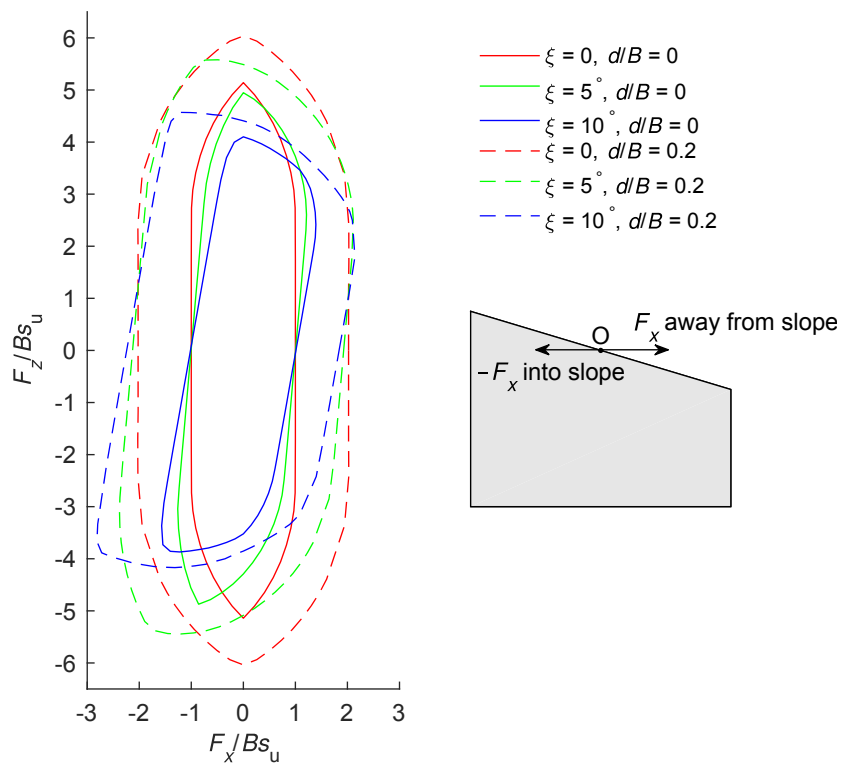 6
5
4
3
2
1
0
-1
-2
-3
-4
-5
-6
F_z/Bs_u
-3 -2 -1 0 1 2 3
F_x/Bs_u
ξ = 0, d/B = 0
ξ = 5°, d/B = 0
ξ = 10°, d/B = 0
ξ = 0, d/B = 0.2
ξ = 5°, d/B = 0.2
ξ = 10°, d/B = 0.2
O
F_x away from slope
−F_x into slope